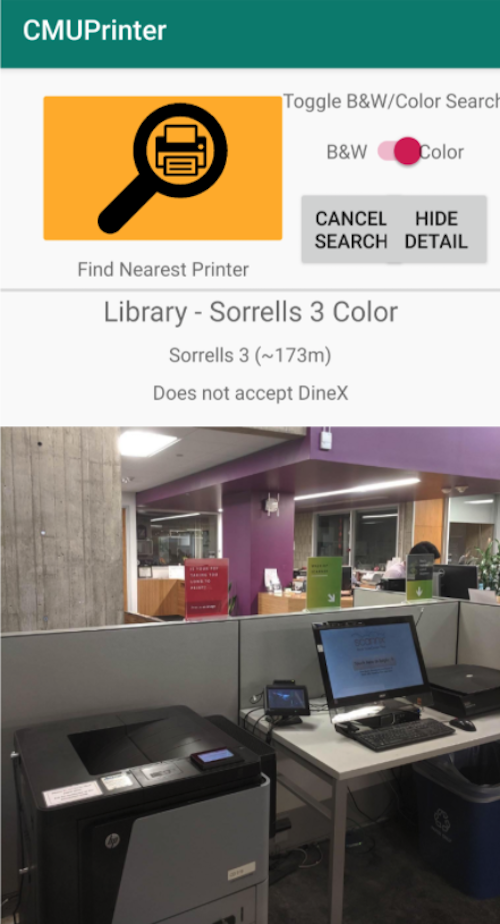 CMUPrinter
Toggle B&W/Color Search
B&W
Color
CANCEL
SEARCH
HIDE
DETAIL
Find Nearest Printer
Library - Sorrells 3 Color
Sorrells 3 (~173m)
Does not accept DineX
hp